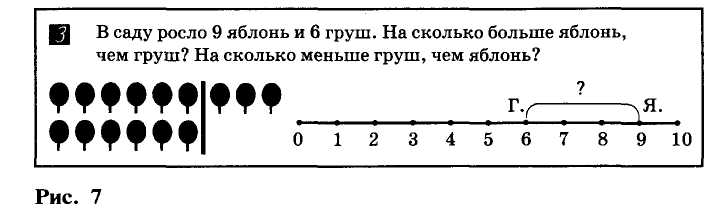 3 В саду росло 9 яблонь и 6 груш. На сколько больше яблонь,
чем груш? На сколько меньше груш, чем яблонь?
?
Г. Я.
0 1 2 3 4 5 6 7 8 9 10
Рис. 7